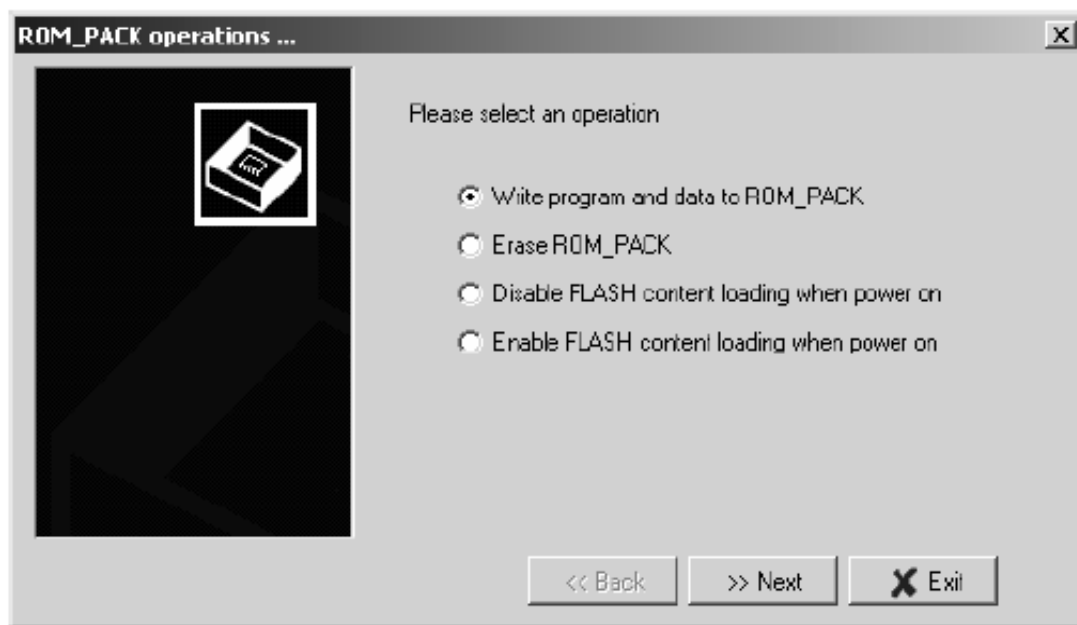 ROM_PACK operations ...
Please select an operation
Write program and data to ROM_PACK
Erase ROM_PACK
Disable FLASH content loading when power on
Enable FLASH content loading when power on
<< Back >> Next Exit